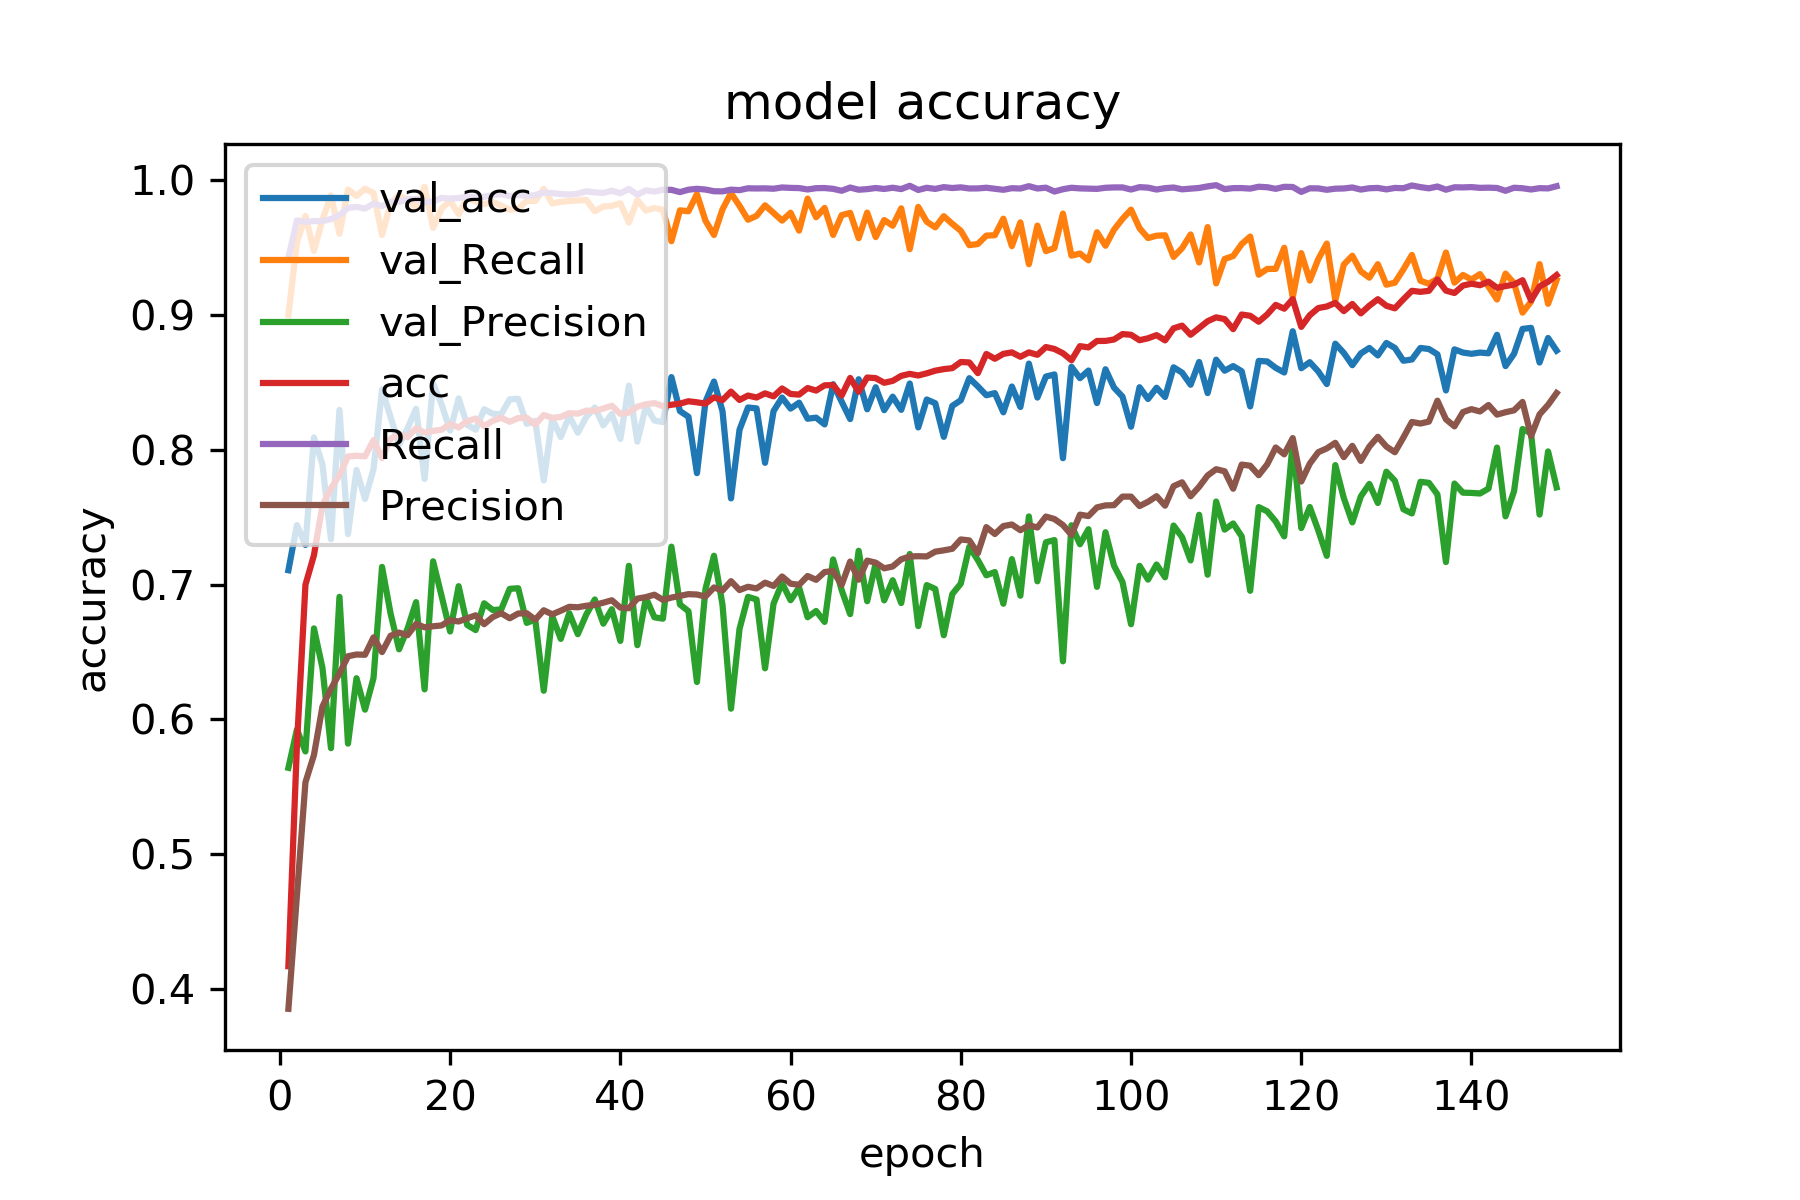 model accuracy
accuracy
1.0
0.9
0.8
0.7
0.6
0.5
0.4
val_acc
val_Recall
val_Precision
acc
Recall
Precision
0 20 40 60 80 100 120 140
epoch